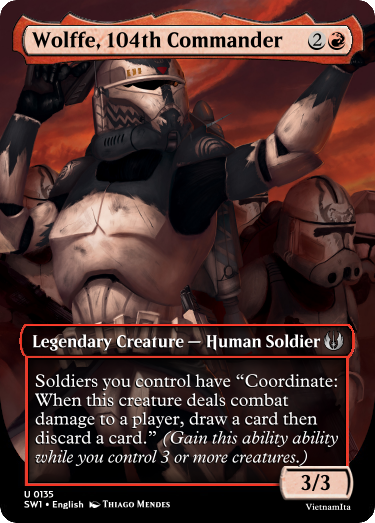 Wolffe, 104th Commander 2
Legendary Creature — Human Soldier
Soldiers you control have “Coordinate:
When this creature deals combat
damage to a player, draw a card then
discard a card.” (Gain this ability ability
while you control 3 or more creatures.)
3/3
U 0135
SW1 • English Thiago Mendes
VietnamIta